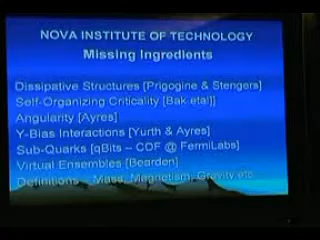 NOVA INSTITUTE OF TECHNOLOGY
Missing Ingredients
Dissipative Structures [Prigogine & Stengers]
Self-Organizing Criticality [Bak etal]]
Angularity [Ayres]
Y-Bias Interactions [Yurth & Ayres]
Sub-Quarks [qBits – CDF @ FermiLabs]
Virtual Ensembles [Bearden]
Definitions – Mass, Magnetism, Gravity etc.